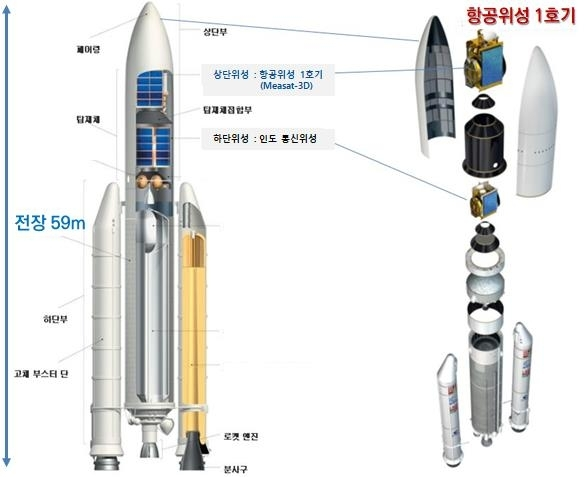 항공위성 1호기
페어링
상단부
상단위성 : 항공위성 1호기
(Measat-3D)
탑재체
탑재체접합부
하단위성 : 인도 통신위성
전장 59m
하단부
고체 부스터 단
로켓 엔진
분사구